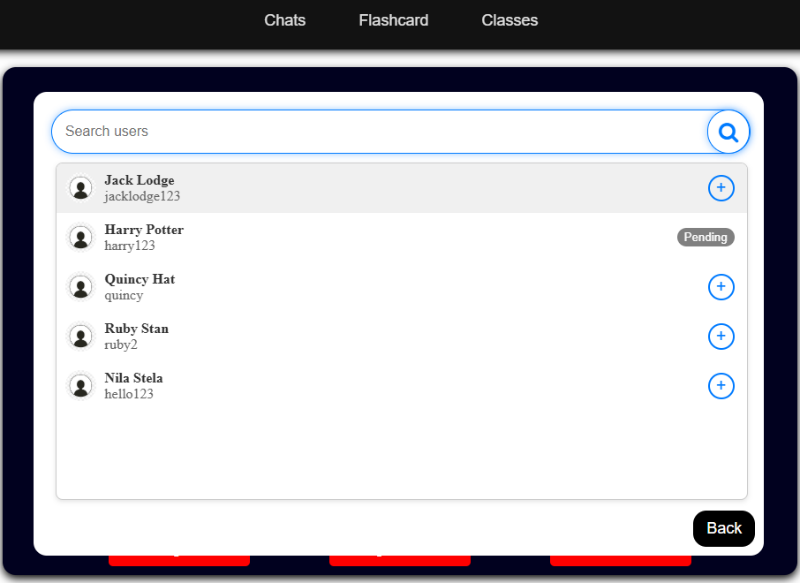 Chats Flashcard Classes
Search users
Jack Lodge
jacklodge123
Harry Potter
harry123
Pending
Quincy Hat
quincy
Ruby Stan
ruby2
Nila Stela
hello123
Back